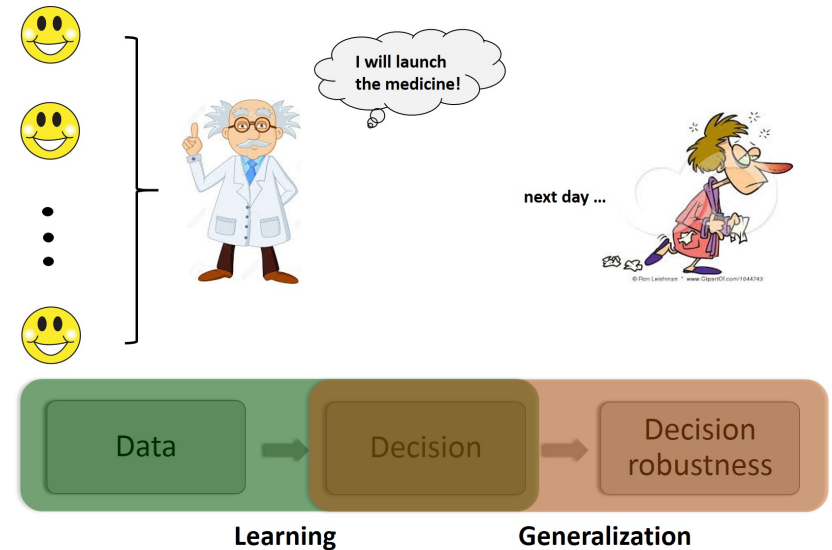 I will launch
the medicine!
next day ...
© Ron Leishman * www.ClipartOf.com/1044743
Data
Decision
Decision
robustness
Learning
Generalization